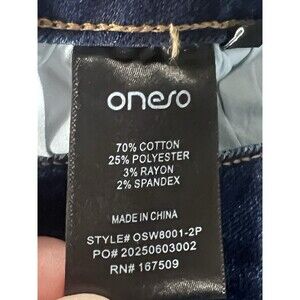 oneso
70% COTTON
25% POLYESTER
3% RAYON
2% SPANDEX
MADE IN CHINA
STYLE# OSW8001-2P
PO# 20250603002
RN# 167509